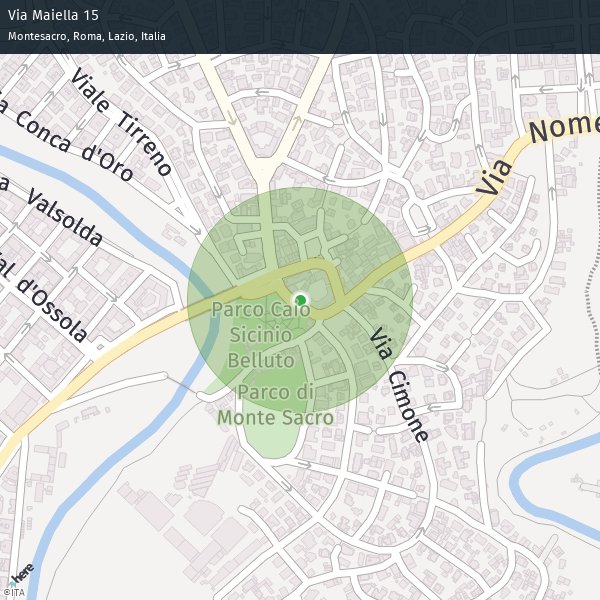 Via Maiella 15
Montesacro, Roma, Lazio, Italia
Viale Tirreno
Via Nome
Conca d'Oro
Valsolda
d'Ossola
Parco Caio
Sicinio
Belluto
Parco di
Monte Sacro
Via Cimone
here
©ITA